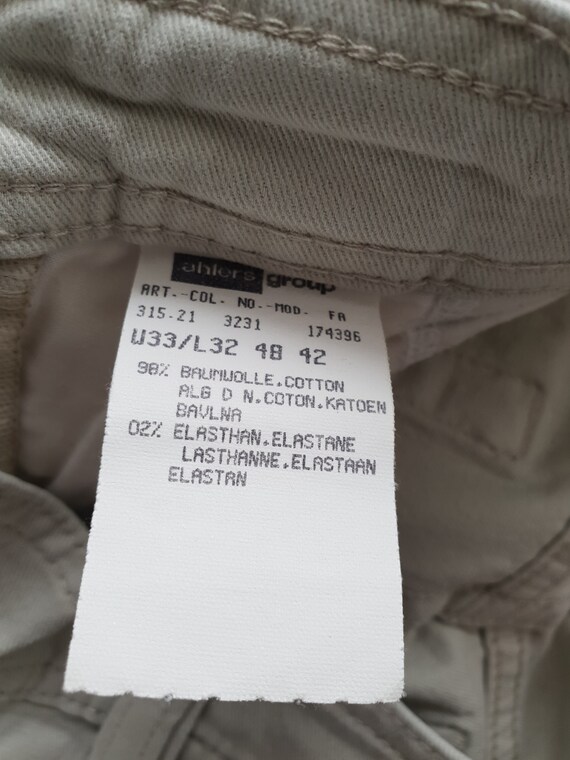 ahlers group
ART.-COL. NO.-MOD. FA
315.21 3231 174396
W33/L32 48 42
98% BAUMWOLLE.COTTON
ALG D N.COTON.KATOEN
BAVLNA
02% ELASTHAN.ELASTANE
LASTHANNE.ELASTAAN
ELASTAN